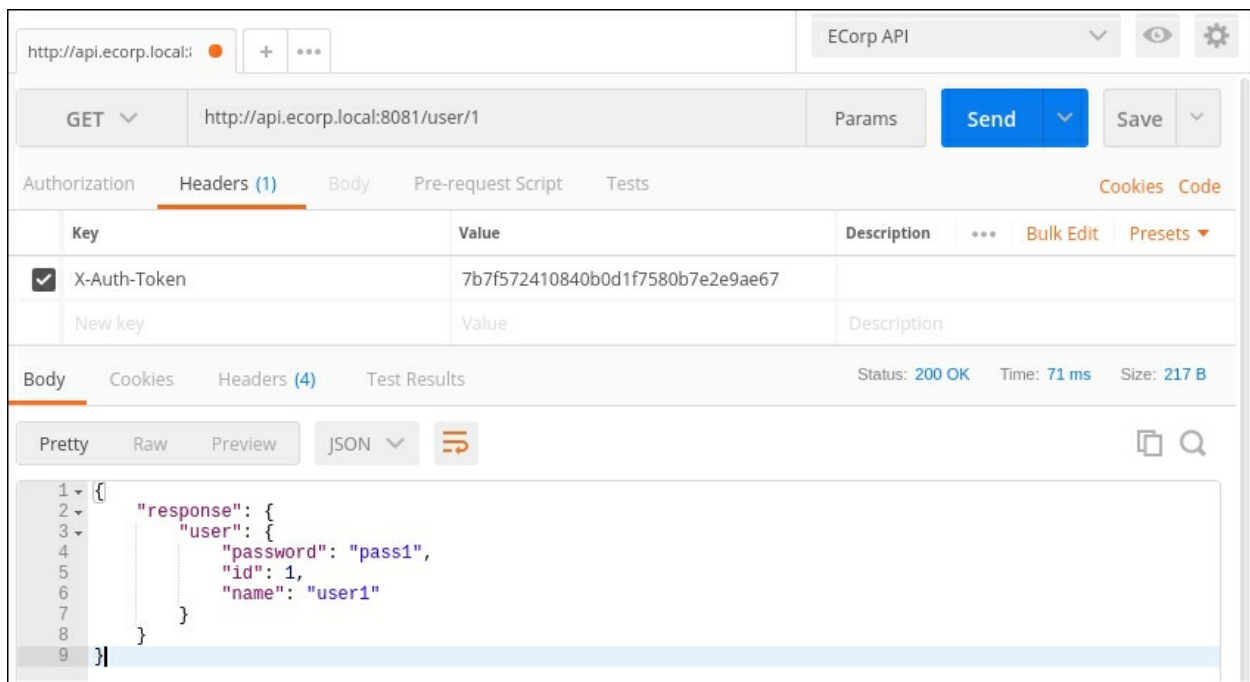 http://api.ecorp.local:8 + ••• ECorp API
GET http://api.ecorp.local:8081/user/1 Params Send Save
Authorization Headers (1) Body Pre-request Script Tests Cookies Code
Key Value Description ••• Bulk Edit Presets
X-Auth-Token 7b7f572410840b0d1f7580b7e2e9ae67
New key Value Description
Body Cookies Headers (4) Test Results Status: 200 OK Time: 71 ms Size: 217 B
Pretty Raw Preview JSON
1 {
2 "response": {
3 "user": {
4 "password": "pass1",
5 "id": 1,
6 "name": "user1"
7 }
8 }
9 }